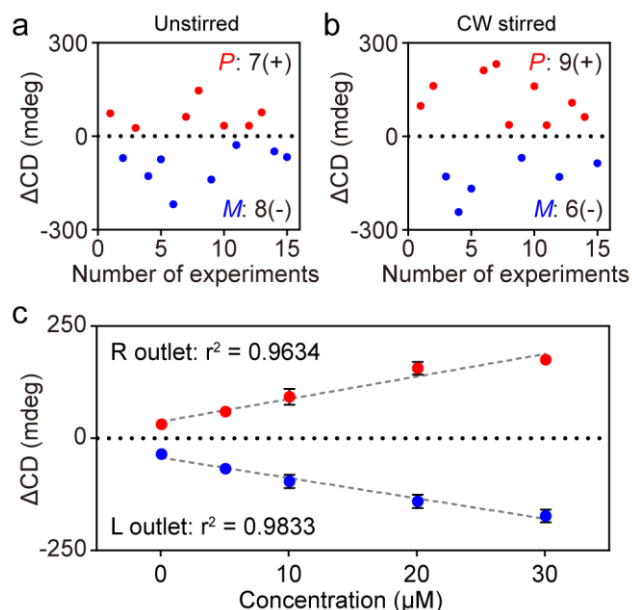 a
Unstirred
300
0
-300
ΔCD (mdeg)
P: 7(+)
M: 8(-)
0 5 10 15
Number of experiments
b
CW stirred
300
0
-300
ΔCD (mdeg)
P: 9(+)
M: 6(-)
0 5 10 15
Number of experiments
c
250
0
-250
ΔCD (mdeg)
R outlet: r² = 0.9634
L outlet: r² = 0.9833
0 10 20 30
Concentration (µM)